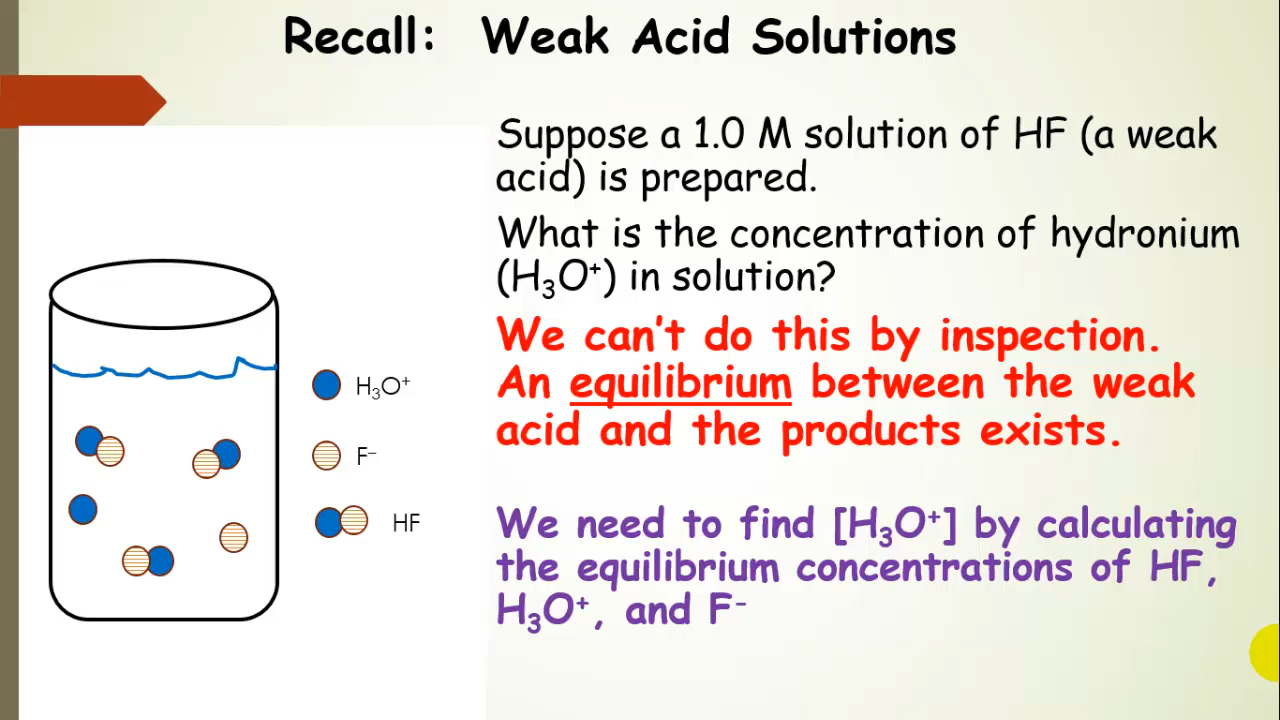 Recall: Weak Acid Solutions
Suppose a 1.0 M solution of HF (a weak
acid) is prepared.
What is the concentration of hydronium
(H₃O⁺) in solution?
We can't do this by inspection.
An equilibrium between the weak
acid and the products exists.
We need to find [H₃O⁺] by calculating
the equilibrium concentrations of HF,
H₃O⁺, and F⁻
H₃O⁺
F⁻
HF